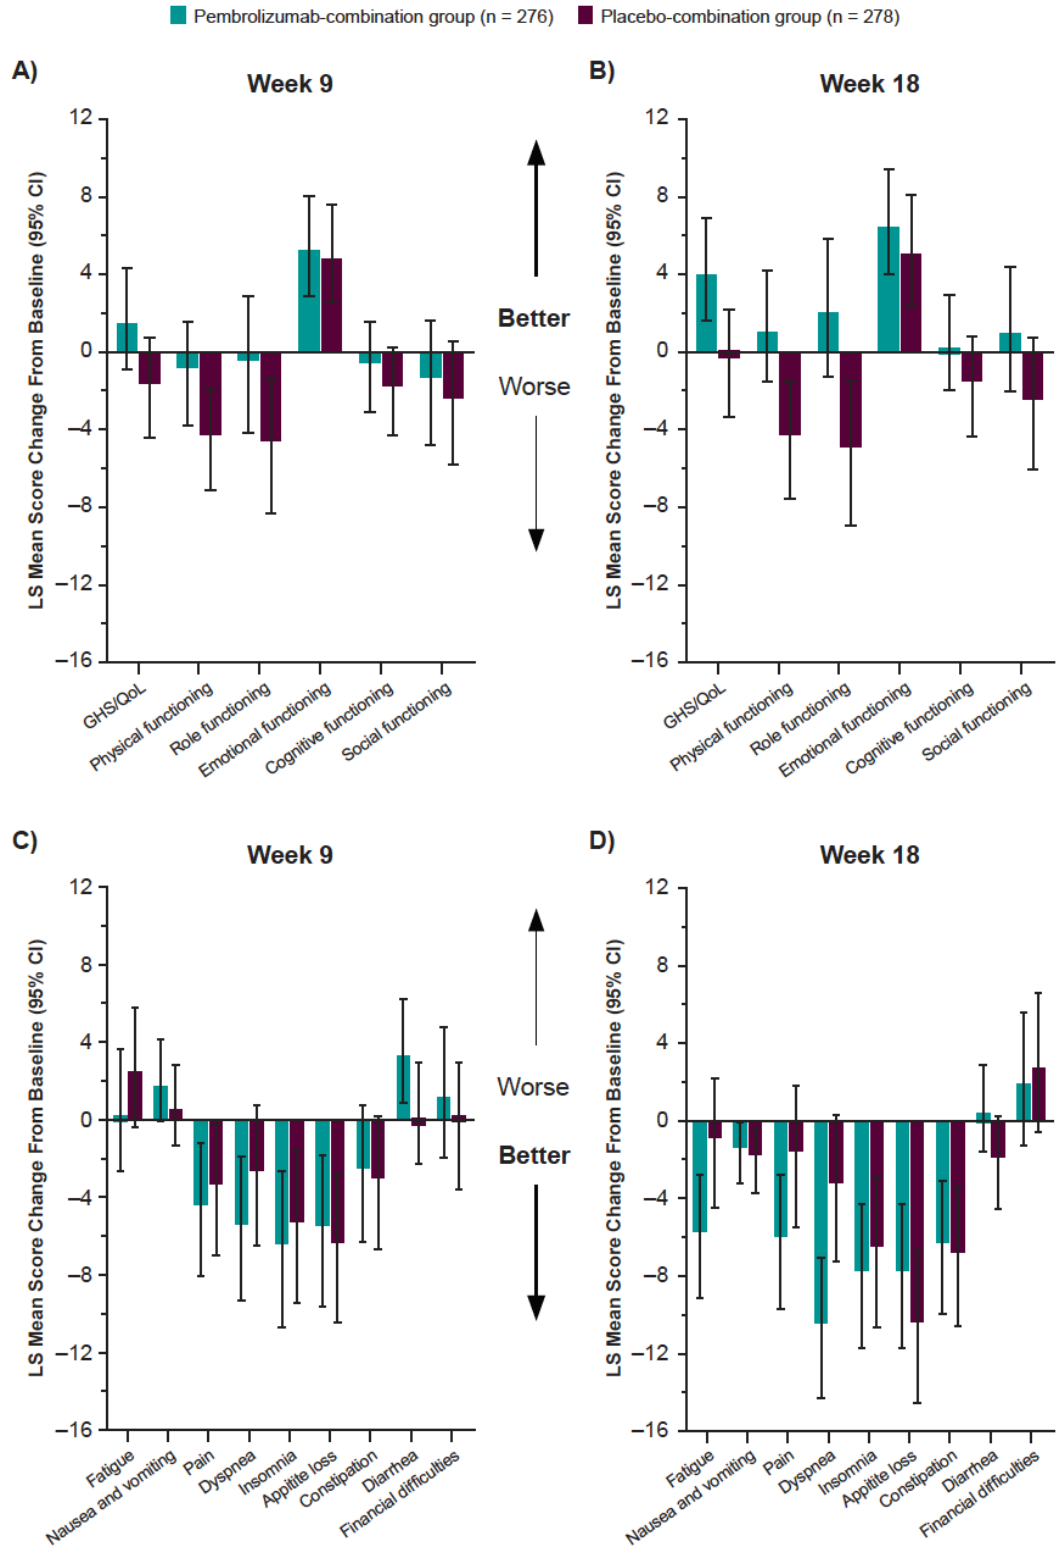 Pembrolizumab-combination group (n = 276) Placebo-combination group (n = 278)
A)
Week 9
LS Mean Score Change From Baseline (95% CI)
12
8
4
0
–4
–8
–12
–16
GHS/QoL
Physical functioning
Role functioning
Emotional functioning
Cognitive functioning
Social functioning
Better
Worse
B)
Week 18
LS Mean Score Change From Baseline (95% CI)
12
8
4
0
–4
–8
–12
–16
GHS/QoL
Physical functioning
Role functioning
Emotional functioning
Cognitive functioning
Social functioning
C)
Week 9
LS Mean Score Change From Baseline (95% CI)
12
8
4
0
–4
–8
–12
–16
Fatigue
Nausea and vomiting
Pain
Dyspnea
Insomnia
Appitite loss
Constipation
Diarrhea
Financial difficulties
Worse
Better
D)
Week 18
LS Mean Score Change From Baseline (95% CI)
12
8
4
0
–4
–8
–12
–16
Fatigue
Nausea and vomiting
Pain
Dyspnea
Insomnia
Appitite loss
Constipation
Diarrhea
Financial difficulties